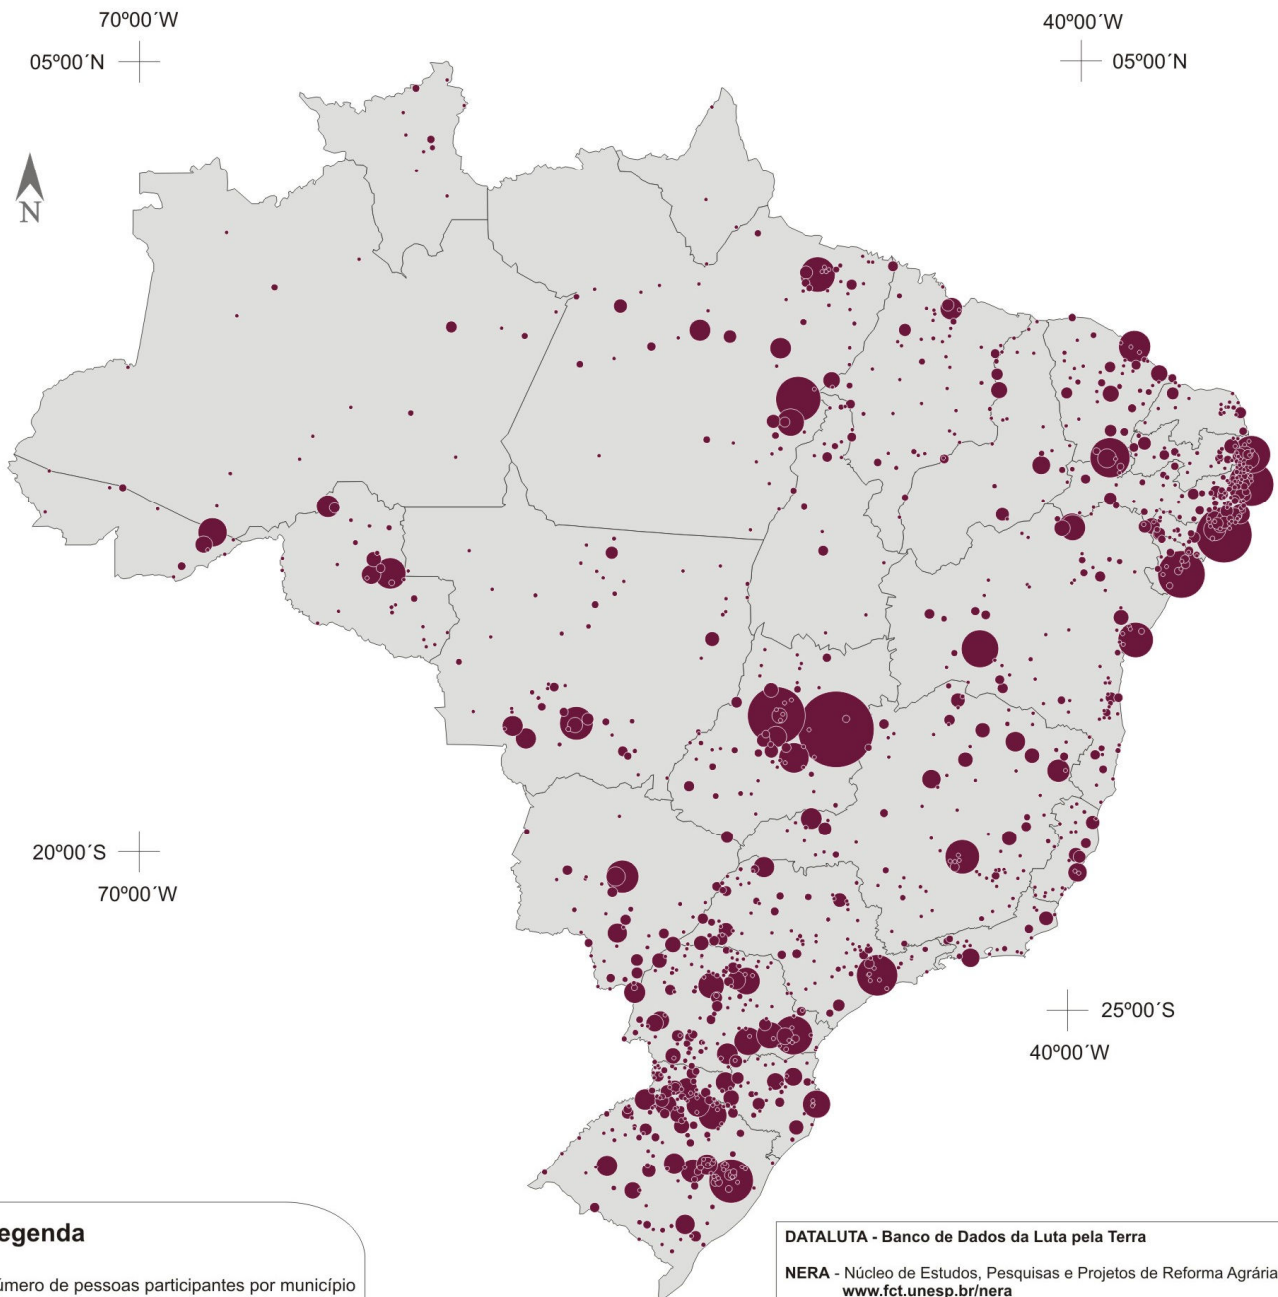 70º00´W
40º00´W
05º00´N
05º00´N
N
20º00´S
70º00´W
25º00´S
40º00´W
egenda
úmero de pessoas participantes por município
DATALUTA - Banco de Dados da Luta pela Terra
NERA - Núcleo de Estudos, Pesquisas e Projetos de Reforma Agrária
www.fct.unesp.br/nera